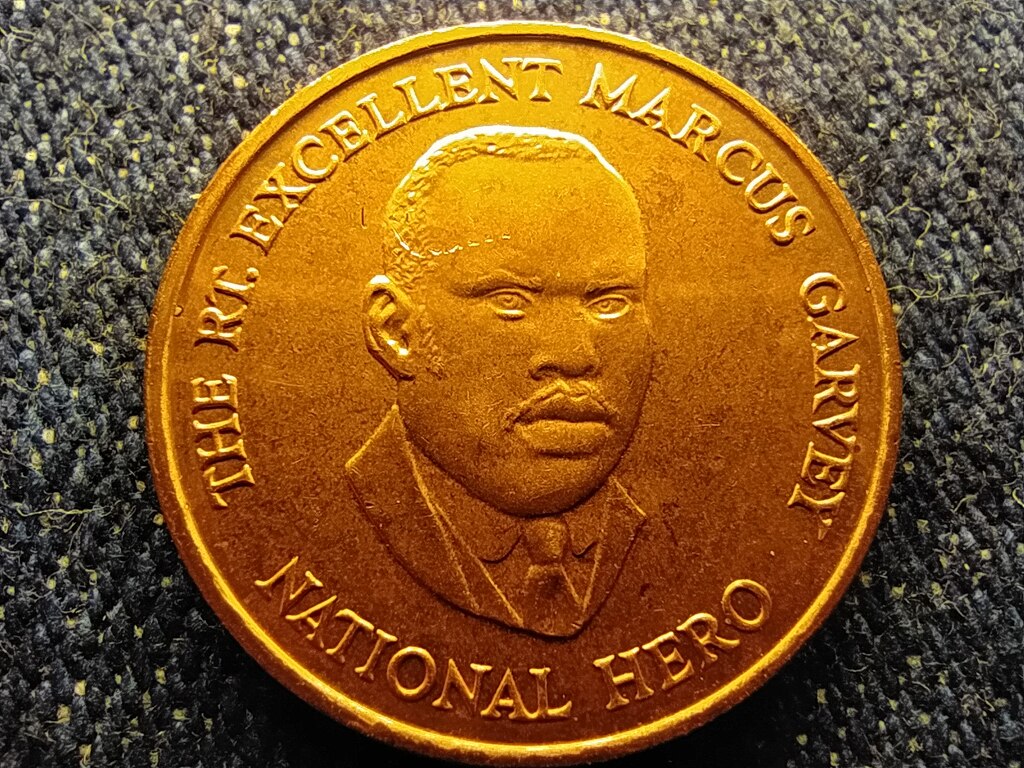 THE RT. EXCELLENT MARCUS GARVEY
NATIONAL HERO